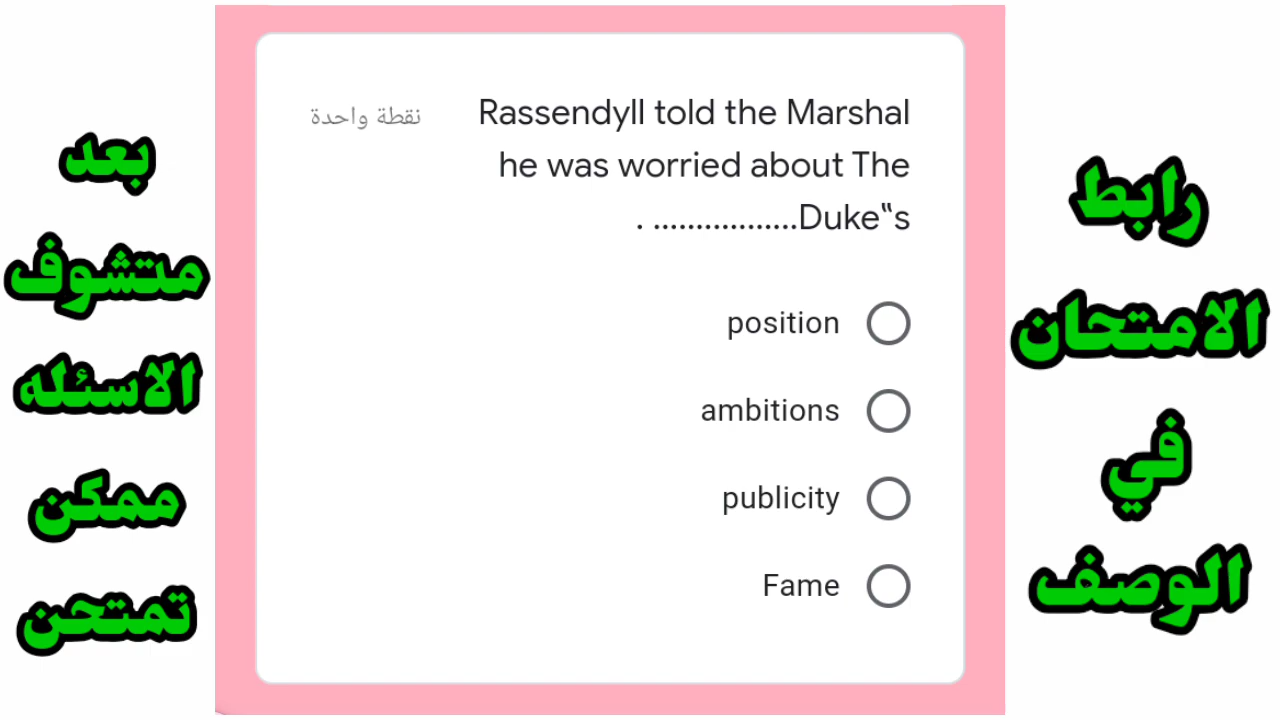 رابط
الامتحان
في
الوصف
Rassendyll told the Marshal
he was worried about The
. .................Duke‟s
نقطة واحدة
position
ambitions
publicity
Fame
بعد
متشوف
الاسئله
ممكن
تمتحن